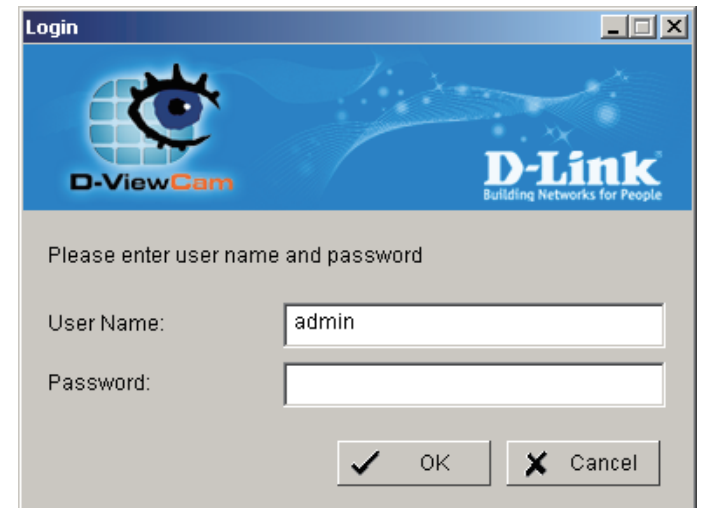 Login
D-ViewCam
D-Link
Building Networks for People
Please enter user name and password
User Name:
admin
Password:
OK
Cancel